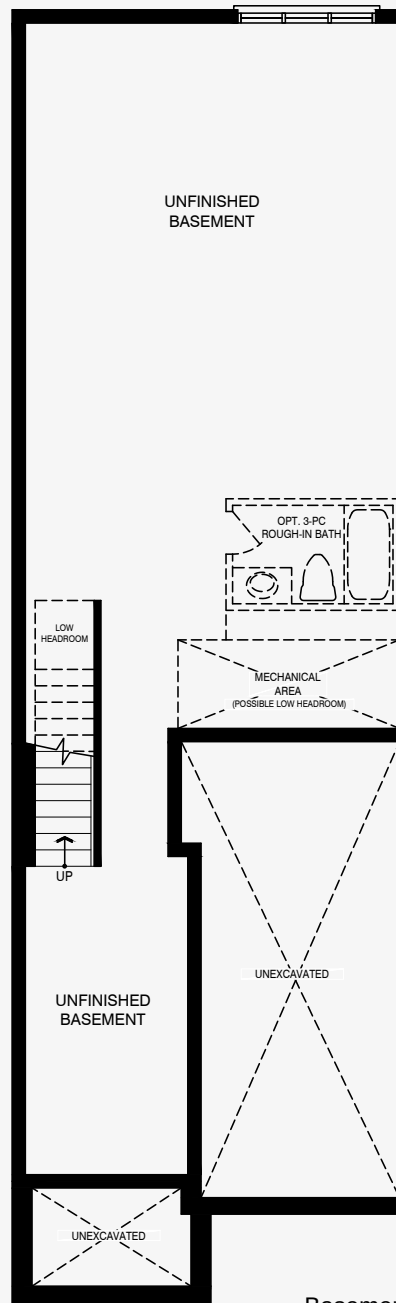 UNFINISHED
BASEMENT
OPT. 3-PC
ROUGH-IN BATH
LOW
HEADROOM
MECHANICAL
AREA
(POSSIBLE LOW HEADROOM)
UP
UNEXCAVATED
UNFINISHED
BASEMENT
UNEXCAVATED